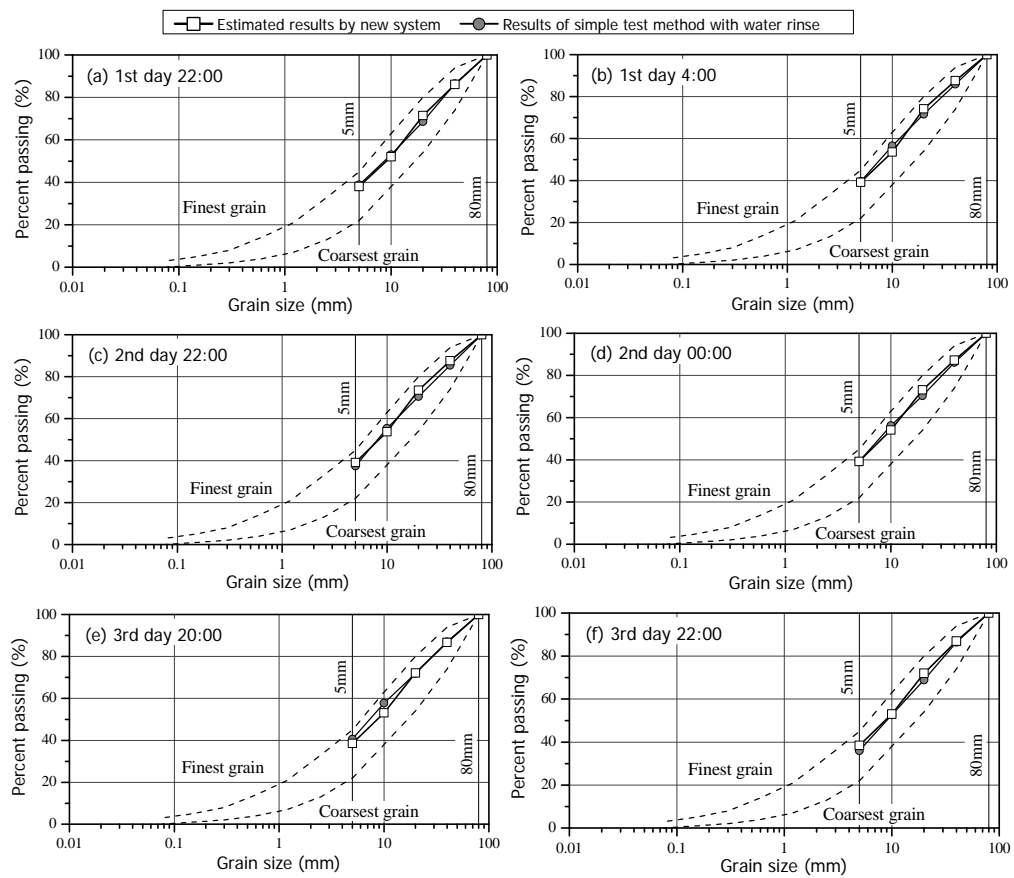 Estimated results by new system Results of simple test method with water rinse
(a) 1st day 22:00
Percent passing (%)
100
80
60
40
20
0
5mm
80mm
Finest grain
Coarsest grain
0.01 0.1 1 10 100
Grain size (mm)
(b) 1st day 4:00
Percent passing (%)
100
80
60
40
20
0
5mm
80mm
Finest grain
Coarsest grain
0.01 0.1 1 10 100
Grain size (mm)
(c) 2nd day 22:00
Percent passing (%)
100
80
60
40
20
0
5mm
80mm
Finest grain
Coarsest grain
0.01 0.1 1 10 100
Grain size (mm)
(d) 2nd day 00:00
Percent passing (%)
100
80
60
40
20
0
5mm
80mm
Finest grain
Coarsest grain
0.01 0.1 1 10 100
Grain size (mm)
(e) 3rd day 20:00
Percent passing (%)
100
80
60
40
20
0
5mm
80mm
Finest grain
Coarsest grain
0.01 0.1 1 10 100
Grain size (mm)
(f) 3rd day 22:00
Percent passing (%)
100
80
60
40
20
0
5mm
80mm
Finest grain
Coarsest grain
0.01 0.1 1 10 100
Grain size (mm)